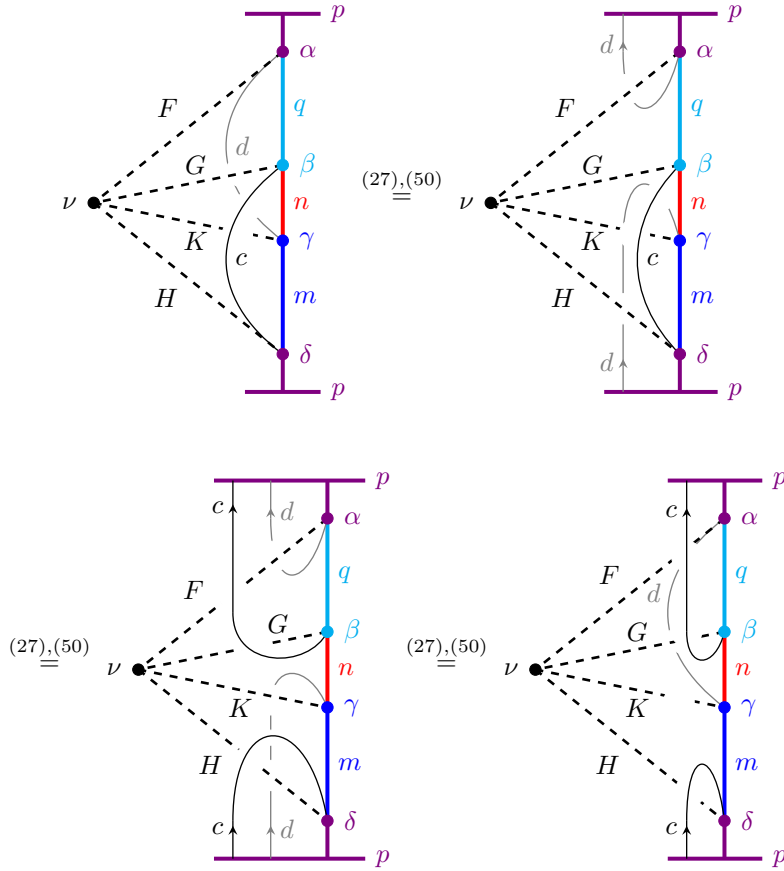 p p
α d α
F q F q
d
G β (27),(50) G β
ν n = ν n
K γ K γ
c c
H m H m
δ d δ
p p
p p
c d α c α
F q F q
d
(27),(50) G β (27),(50) G β
= ν n = ν n
K γ K γ
H m H m
c d δ c δ
p p